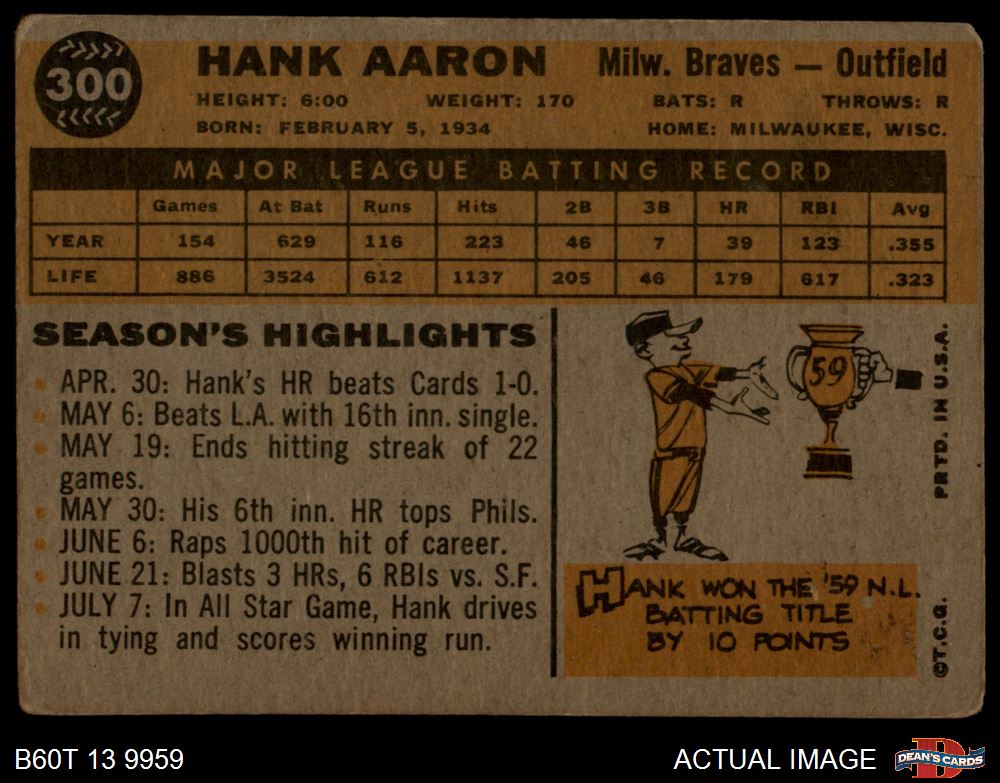 300
HANK AARON Milw. Braves — Outfield
HEIGHT: 6:00 WEIGHT: 170 BATS: R THROWS: R
BORN: FEBRUARY 5, 1934 HOME: MILWAUKEE, WISC.
MAJOR LEAGUE BATTING RECORD
Games At Bat Runs Hits 2B 3B HR RBI Avg
YEAR 154 629 116 223 46 7 39 123 .355
LIFE 886 3524 612 1137 205 46 179 617 .323
SEASON'S HIGHLIGHTS
• APR. 30: Hank's HR beats Cards 1-0.
• MAY 6: Beats L.A. with 16th inn. single.
• MAY 19: Ends hitting streak of 22
games.
• MAY 30: His 6th inn. HR tops Phils.
• JUNE 6: Raps 1000th hit of career.
• JUNE 21: Blasts 3 HRs, 6 RBIs vs. S.F.
• JULY 7: In All Star Game, Hank drives
in tying and scores winning run.
59
HANK WON THE '59 N.L.
BATTING TITLE
BY 10 POINTS
©T.C.G. PRTD. IN U.S.A.
B60T 13 9959 ACTUAL IMAGE
D
DEAN'S CARDS